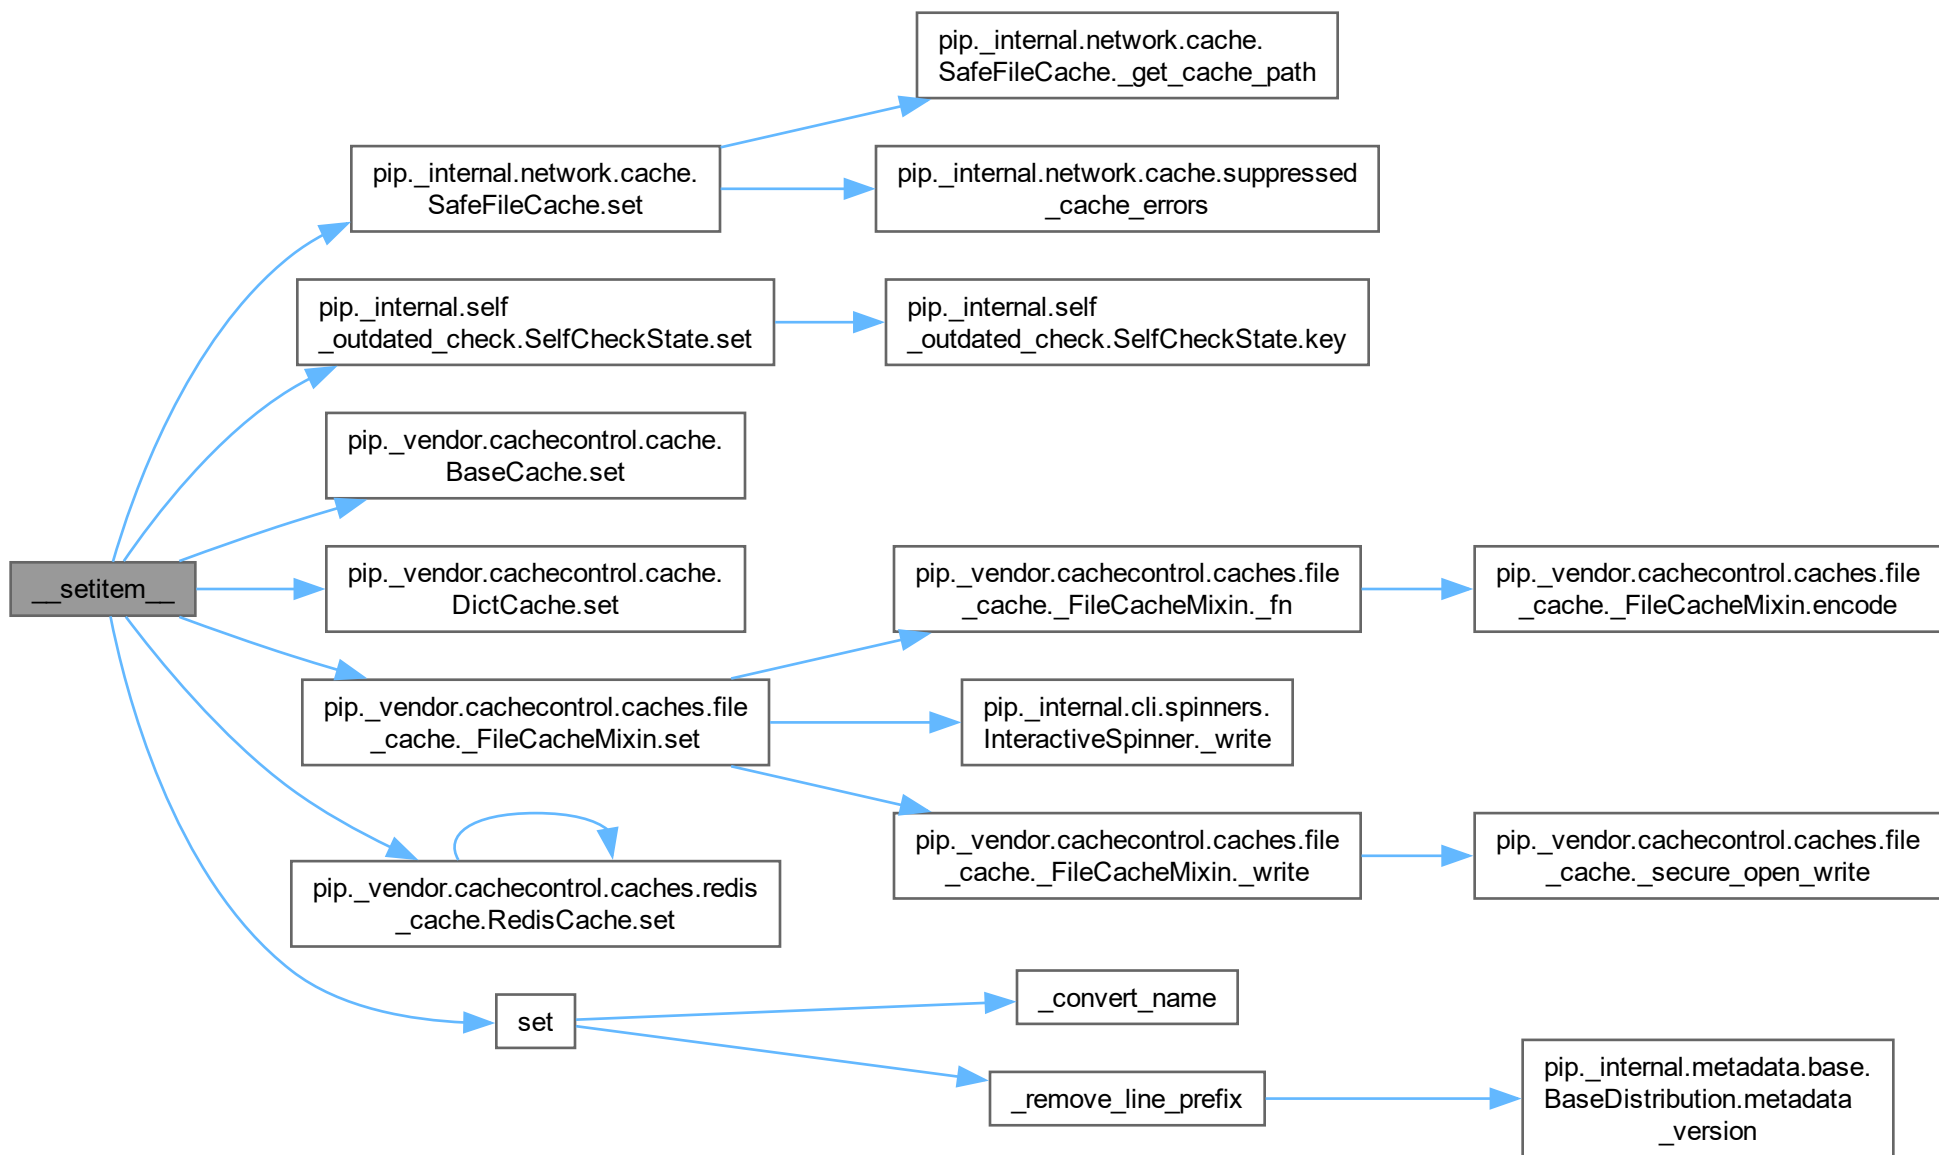 pip._internal.network.cache.
SafeFileCache._get_cache_path
pip._internal.network.cache.
SafeFileCache.set
pip._internal.network.cache.suppressed
_cache_errors
pip._internal.self
_outdated_check.SelfCheckState.set
pip._internal.self
_outdated_check.SelfCheckState.key
pip._vendor.cachecontrol.cache.
BaseCache.set
__setitem__
pip._vendor.cachecontrol.cache.
DictCache.set
pip._vendor.cachecontrol.caches.file
_cache._FileCacheMixin._fn
pip._vendor.cachecontrol.caches.file
_cache._FileCacheMixin.encode
pip._vendor.cachecontrol.caches.file
_cache._FileCacheMixin.set
pip._internal.cli.spinners.
InteractiveSpinner._write
pip._vendor.cachecontrol.caches.file
_cache._FileCacheMixin._write
pip._vendor.cachecontrol.caches.file
_cache._secure_open_write
pip._vendor.cachecontrol.caches.redis
_cache.RedisCache.set
set
_convert_name
_remove_line_prefix
pip._internal.metadata.base.
BaseDistribution.metadata
_version